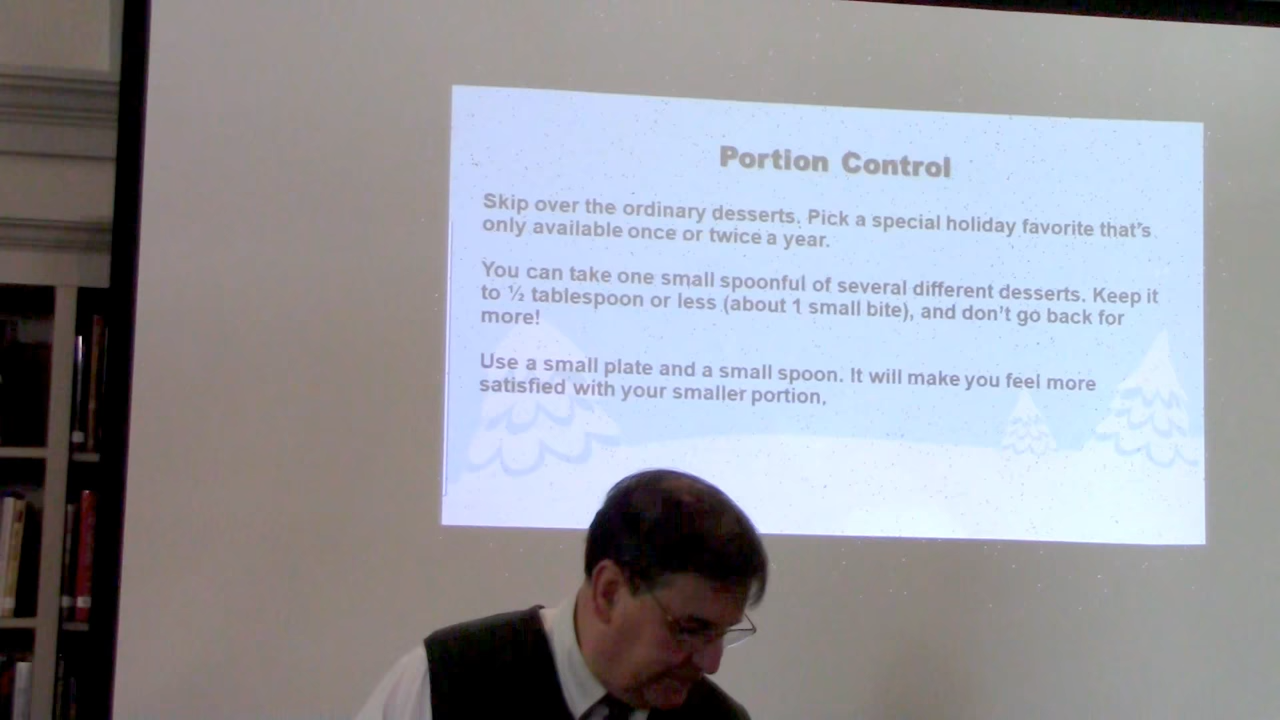 Portion Control
Skip over the ordinary desserts. Pick a special holiday favorite that's
only available once or twice a year.
You can take one small spoonful of several different desserts. Keep it
to ½ tablespoon or less (about 1 small bite), and don't go back for
more!
Use a small plate and a small spoon. It will make you feel more
satisfied with your smaller portion.